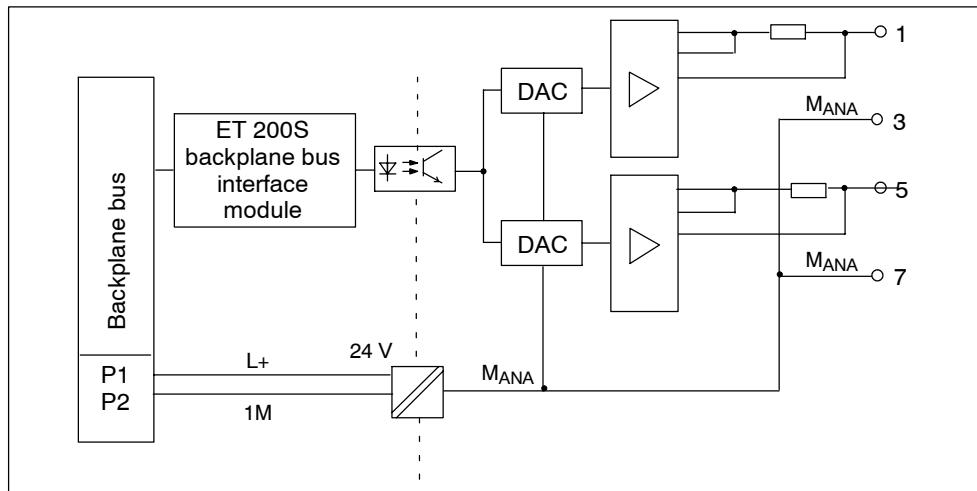 Backplane bus
P1
P2
ET 200S
backplane bus
interface
module
L+
1M
24 V
DAC
DAC
MANA
1
MANA
3
5
MANA
7